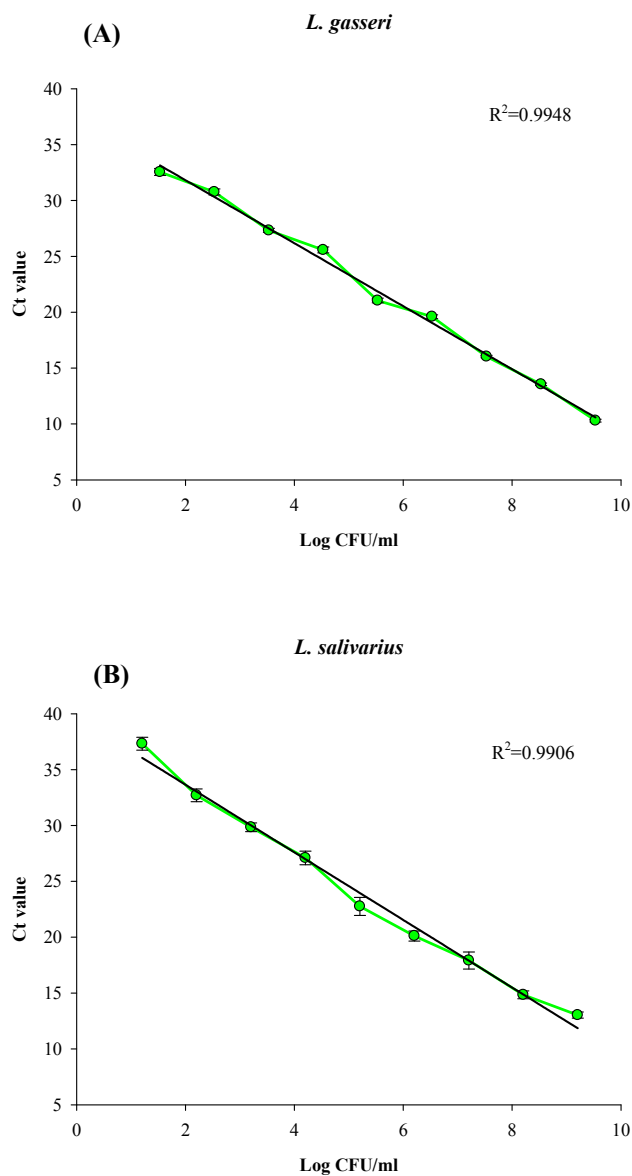 (A)
L. gasseri
R²=0.9948
40
35
30
25
20
15
10
5
Ct value
0 2 4 6 8 10
Log CFU/ml
L. salivarius
(B)
R²=0.9906
40
35
30
25
20
15
10
5
Ct value
0 2 4 6 8 10
Log CFU/ml